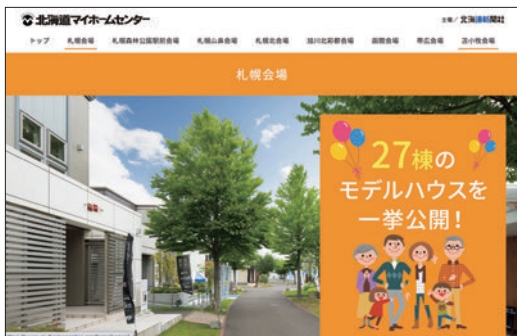 北海道マイホームセンター
主催／北海道新聞社
トップ
札幌会場
札幌森林公園駅前会場
札幌山鼻会場
札幌北会場
旭川北彩都会場
函館会場
帯広会場
苫小牧会場
札幌会場
27棟の
モデルハウスを
一挙公開！